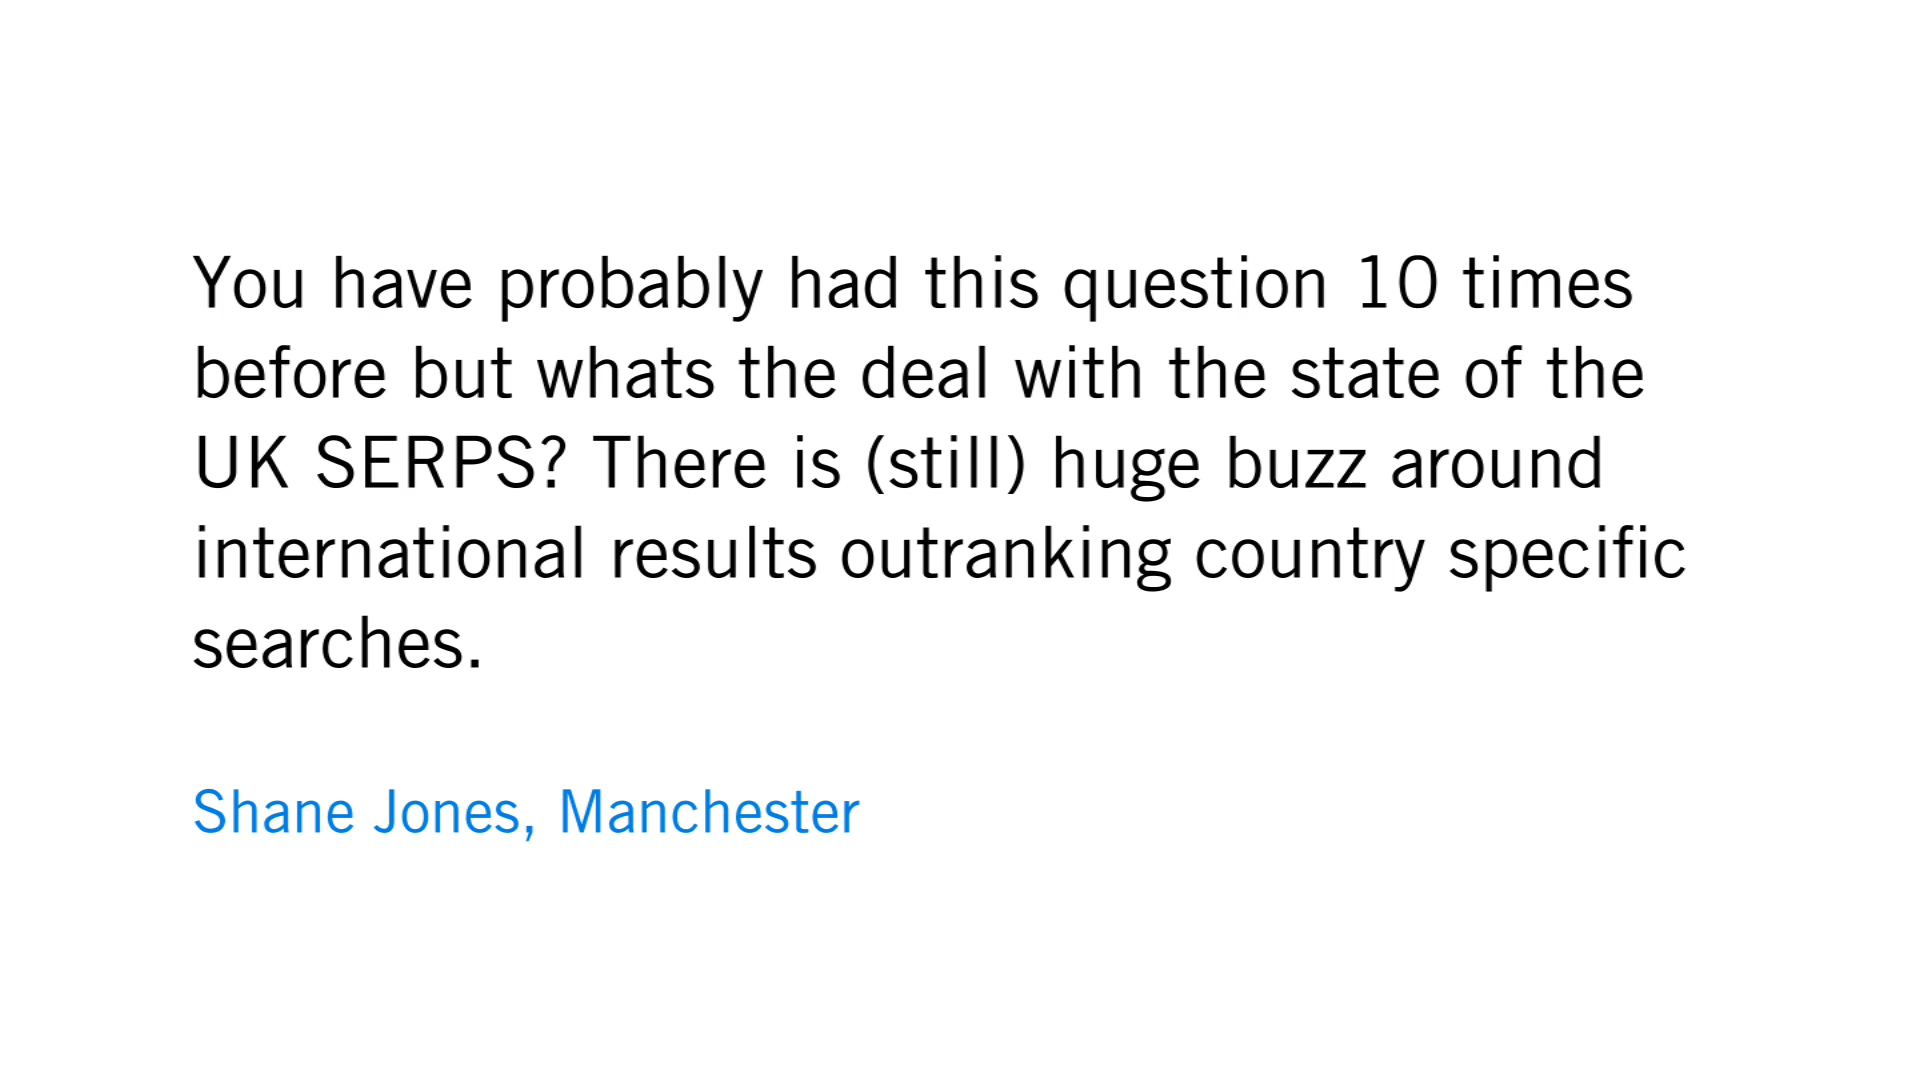 You have probably had this question 10 times
before but whats the deal with the state of the
UK SERPS? There is (still) huge buzz around
international results outranking country specific
searches.
Shane Jones, Manchester